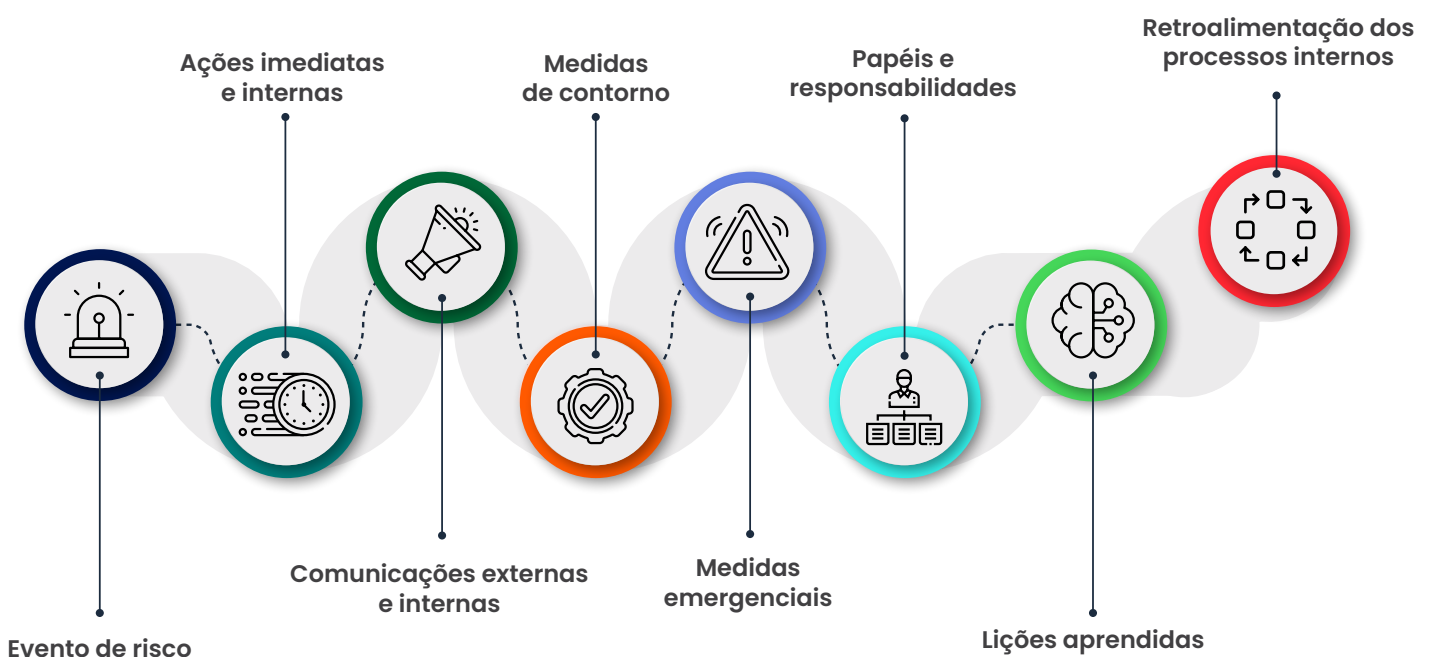 Retroalimentação dos
processos internos
Ações imediatas
e internas
Medidas
de contorno
Papéis e
responsabilidades
Comunicações externas
e internas
Medidas
emergenciais
Evento de risco
Lições aprendidas